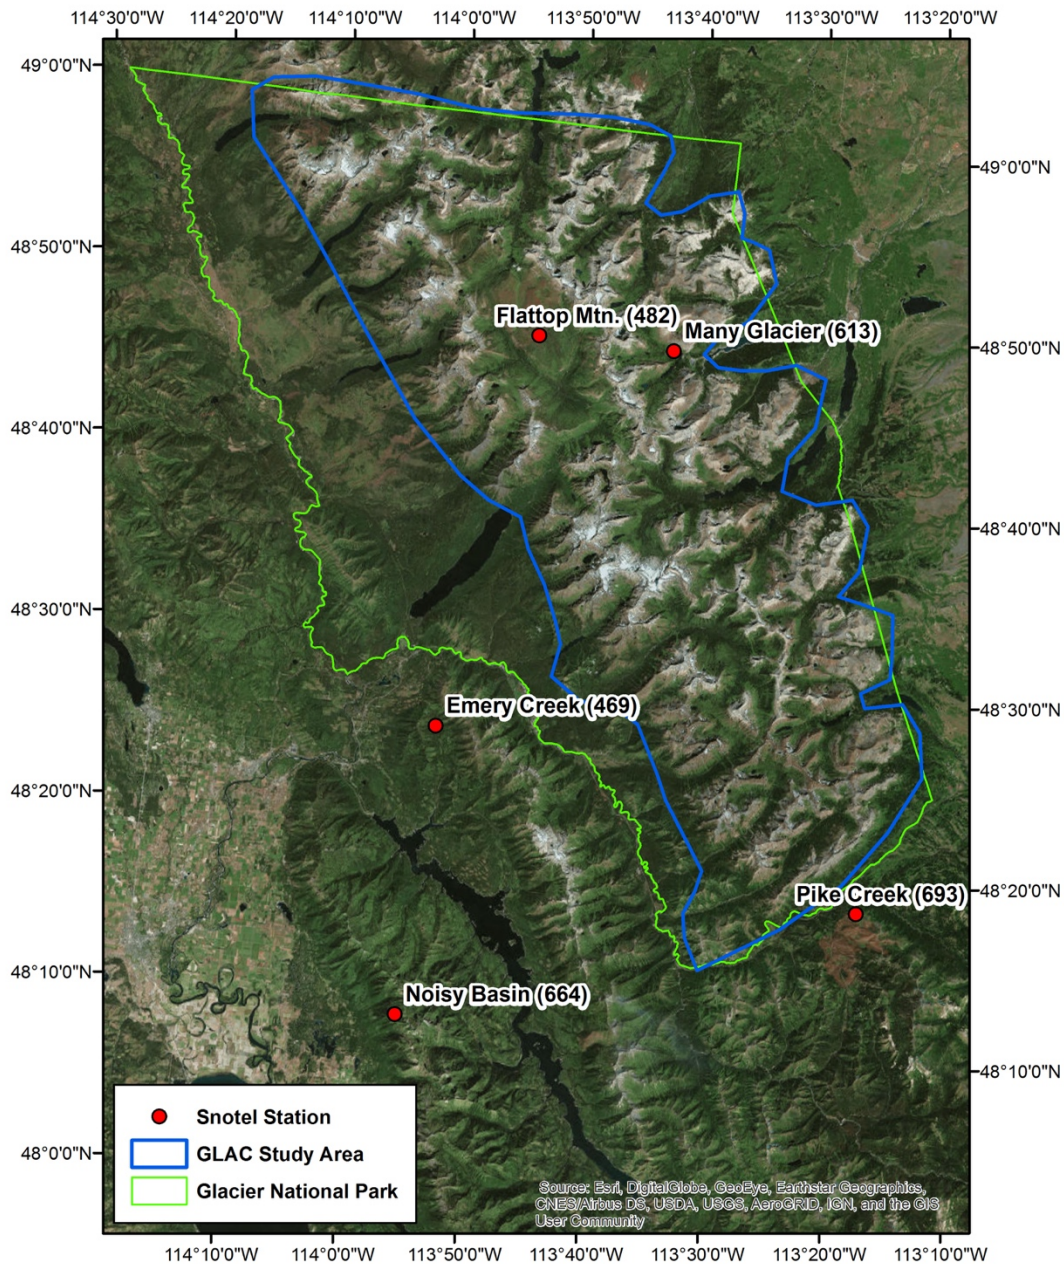 114°30'0"W 114°20'0"W 114°10'0"W 114°0'0"W 113°50'0"W 113°40'0"W 113°30'0"W 113°20'0"W
49°0'0"N
49°0'0"N
48°50'0"N
Flattop Mtn. (482)
Many Glacier (613)
48°50'0"N
48°40'0"N
48°40'0"N
48°30'0"N
Emery Creek (469)
48°30'0"N
48°20'0"N
Pike Creek (693)
48°20'0"N
48°10'0"N
Noisy Basin (664)
48°10'0"N
Snotel Station
48°0'0"N
GLAC Study Area
Glacier National Park
Source: Esri, DigitalGlobe, GeoEye, Earthstar Geographics,
CNES/Airbus DS, USDA, USGS, AeroGRID, IGN, and the GIS
User Community
114°10'0"W 114°0'0"W 113°50'0"W 113°40'0"W 113°30'0"W 113°20'0"W 113°10'0"W